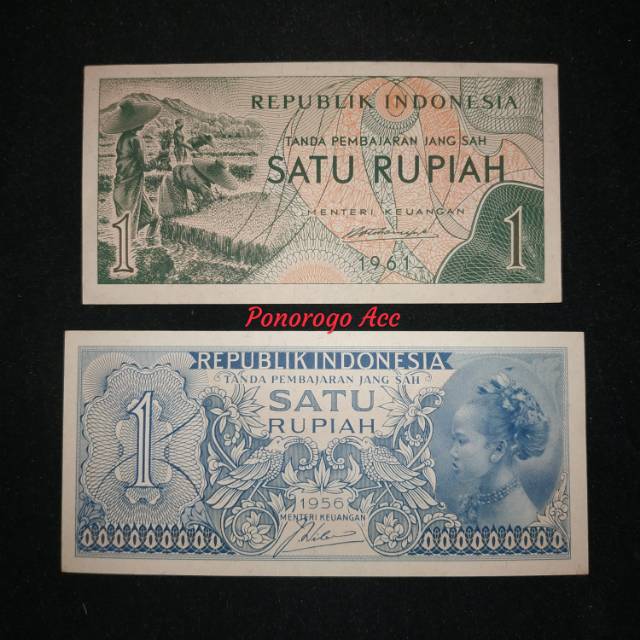 REPUBLIK INDONESIA
TANDA PEMBAJARAN JANG SAH
SATU RUPIAH
MENTERI KEUANGAN
1961
1
1
Ponorogo Acc
REPUBLIK INDONESIA
TANDA PEMBAJARAN JANG SAH
1
SATU
RUPIAH
1956
MENTERI KEUANGAN